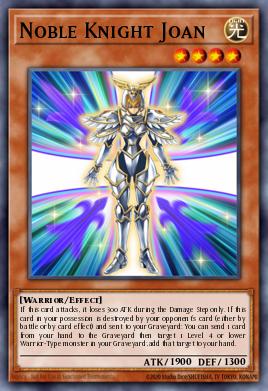 NOBLE KNIGHT JOAN
光
[WARRIOR/EFFECT]
If this card attacks, it loses 300 ATK during the Damage Step only. If this
card in your possession is destroyed by your opponent's card (either by
battle or by card effect) and sent to your Graveyard: You can send 1
card from your hand to the Graveyard then target 1 Level 4 or lower
Warrior-Type monster in your Graveyard; add that target to your hand.
ATK/1900 DEF/1300